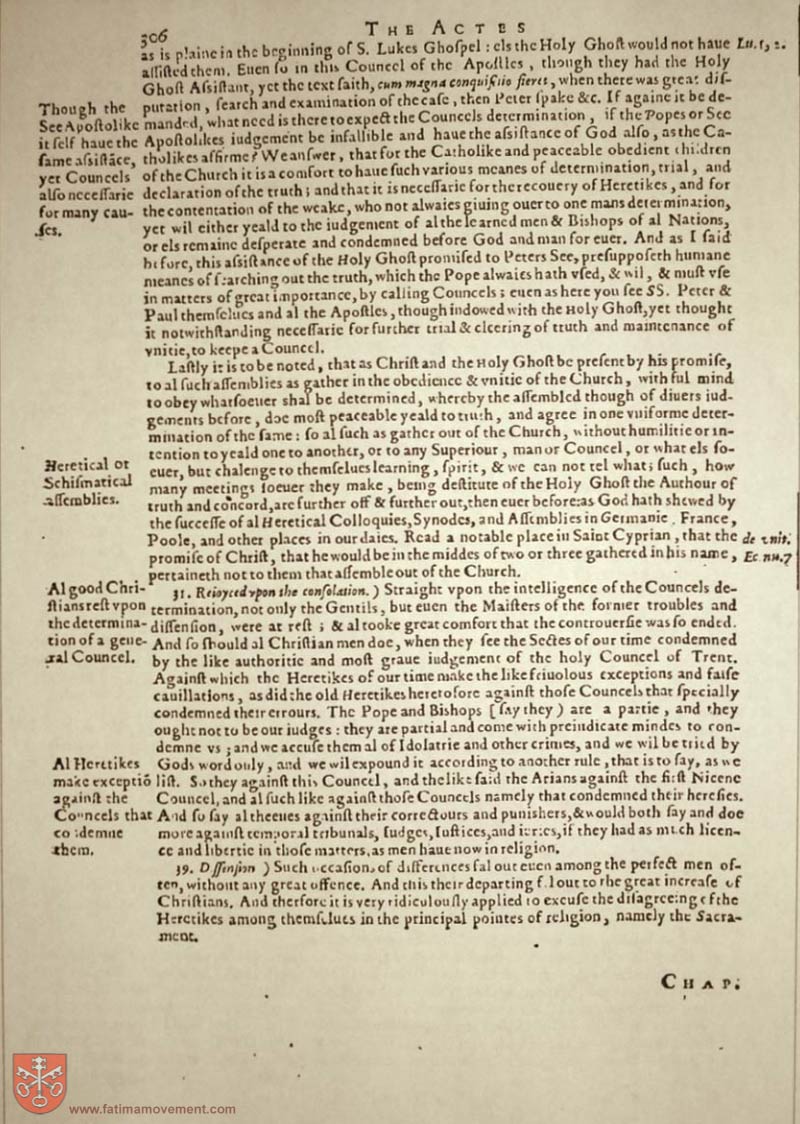 306
THE ACTES
as is plaine in the beginning of S. Lukes Ghoſpel : els the Holy Ghoſt would not haue
Lu. 1, 2.
aſſiſted them. Euen ſo in this Councel of the Apoſtles, though they had the Holy
Ghoſt Aſsiſtant, yet the text ſaith, cum magna conquiſitio fieret, when there was great diſ-
putation, ſearch and examination of the caſe, then Peter ſpake &c. If againe it be de-
manded, what need is there to expect the Councels determination, if the Popes or See
Apoſtolikes iudgement be infallible and haue the aſsiſtance of God alſo, as the Ca-
tholikes affirme? We anſwer, that for the Catholike and peaceable obedient children
of the Church it is a comfort to haue ſuch various meanes of determination, trial, and
declaration of the truth; and that it is neceſſarie for the recouery of Heretikes, and for
the contentation of the weake, who not alwaies giuing ouer to one mans determination,
yet wil either yeald to the iudgement of al the learned men & Bishops of al Nations,
or els remaine deſperate and condemned before God and man for euer. And as I ſaid
before, this aſsiſtance of the Holy Ghoſt promiſed to Peters See, preſuppoſeth humane
meanes of ſearching out the truth, which the Pope alwaies hath vſed, & wil, & muſt vſe
in matters of great importance, by calling Councels; euen as here you ſee SS. Peter &
Paul themſelues and al the Apoſtles, though indowed with the Holy Ghoſt, yet thought
it notwithſtanding neceſſarie for further trial & cleering of truth and maintenance of
vnitie, to keepe a Councel.
Though the
See Apoſtolike
it ſelf haue the
ſame aſsiſtãce,
yet Councels
alſo neceſſarie
for many cau-
ſes.
Laſtly it is to be noted, that as Chriſt and the Holy Ghoſt be preſent by his promiſe,
to al ſuch aſſemblies as gather in the obedience & vnitie of the Church, with ful mind
to obey whatſoeuer shal be determined, whereby the aſſembled though of diuers iud-
gements before, doe moſt peaceable yeald to truth, and agree in one vniforme deter-
mination of the ſame : ſo al ſuch as gather out of the Church, without humilitie or in-
tention to yeald one to another, or to any Superiour, man or Councel, or what els ſo-
euer, but chalenge to themſelues learning, ſpirit, & we can not tel what; ſuch, how
many meetings ſoeuer they make, being deſtitute of the Holy Ghoſt the Authour of
truth and concord, are further off & further out, then euer before: as God hath shewed by
the ſucceſſe of al Heretical Colloquies, Synodes, and Aſſemblies in Germanie, France,
Poole, and other places in our daies. Read a notable place in Saint Cyprian, that the
promiſe of Chriſt, that he would be in the middes of two or three gathered in his name,
pertaineth not to them that aſſemble out of the Church.
Heretical or
Schiſmatical
aſſemblies.
de vnit.
Ec nu. 7
31. Reioyced vpon the conſolation. ) Straight vpon the intelligence of the Councels de-
termination, not only the Gentils, but euen the Maiſters of the former troubles and
diſſenſion, were at reſt ; & al tooke great comfort that the controuerſie was ſo ended.
And ſo should al Chriſtian men doe, when they ſee the Sectes of our time condemned
by the like authoritie and moſt graue iudgement of the holy Councel of Trent.
Againſt which the Heretikes of our time make the like friuolous exceptions and falſe
cauillations, as did the old Heretikes heretofore againſt thoſe Councels that ſpecially
condemned their errours. The Pope and Bishops [ ſay they ) are a partie, and they
ought not to be our iudges : they are partial and come with preiudicate mindes to con-
demne vs ; and we accuſe them al of Idolatrie and other crimes, and we wil be tried by
Gods word only, and we wil expound it according to another rule, that is to ſay, as we
liſt. So they againſt this Councel, and the like ſaid the Arians againſt the firſt Nicene
Councel, and al ſuch like againſt thoſe Councels namely that condemned their hereſies.
And ſo ſay al theeues againſt their correctours and punishers, & would both ſay and doe
more againſt temporal tribunals, Iudges, Iuſtices, and iuries, if they had as much licen-
ce and libertie in thoſe matters, as men haue now in religion.
Al good Chri-
ſtians reſt vpon
the determina-
tion of a gene-
ral Councel.
Al Heretikes
make exceptiõ
againſt the
Councels that
condemne
them.
39. Diſſenſion ) Such occaſions of differences fal out euen among the perfect men of-
ten, without any great offence. And this their departing fel out to the great increaſe of
Chriſtians. And therfore it is very ridiculouſly applied to excuſe the diſagreeing of the
Heretikes among themſelues in the principal pointes of religion, namely the Sacra-
ment.
CHAP.
www.fatimamovement.com